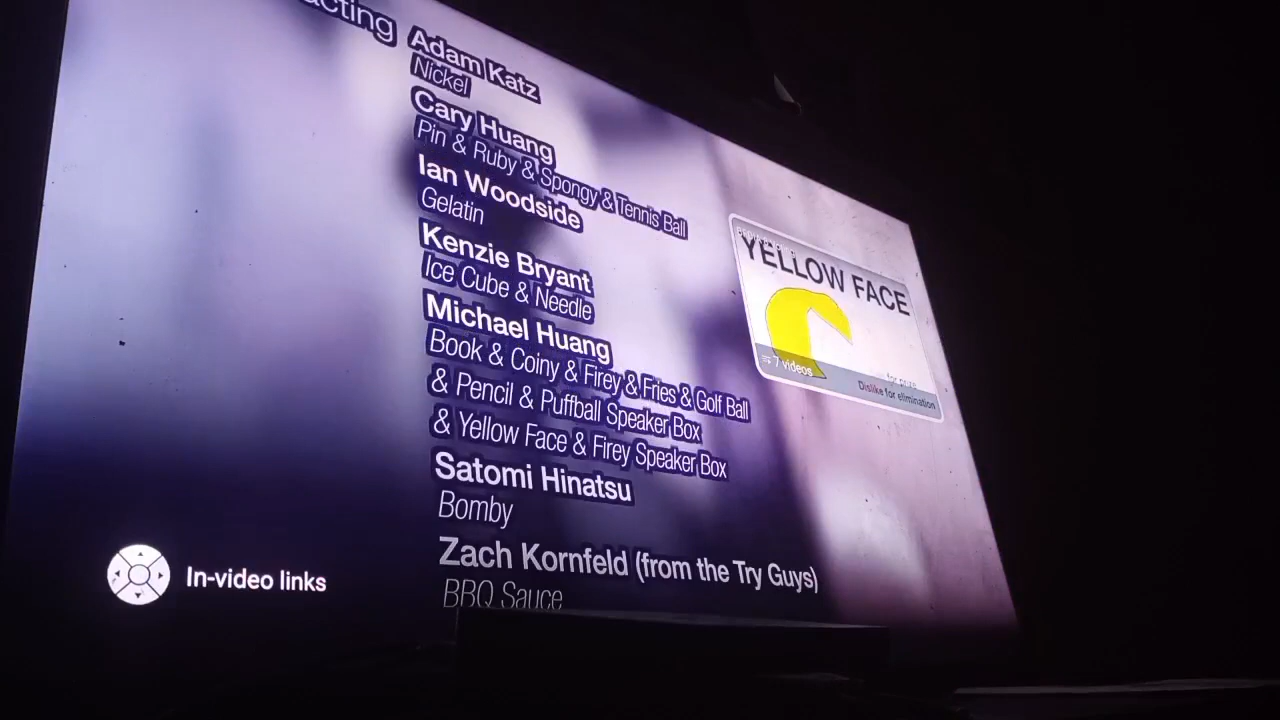 acting
Adam Katz
Nickel
Cary Huang
Pin & Ruby & Spongy & Tennis Ball
Ian Woodside
Gelatin
Kenzie Bryant
Ice Cube & Needle
Michael Huang
Book & Coiny & Firey & Fries & Golf Ball
& Pencil & Puffball Speaker Box
& Yellow Face & Firey Speaker Box
Satomi Hinatsu
Bomby
Zach Kornfeld (from the Try Guys)
BBQ Sauce
YELLOW FACE
7 videos
for prize
Dislike for elimination
In-video links